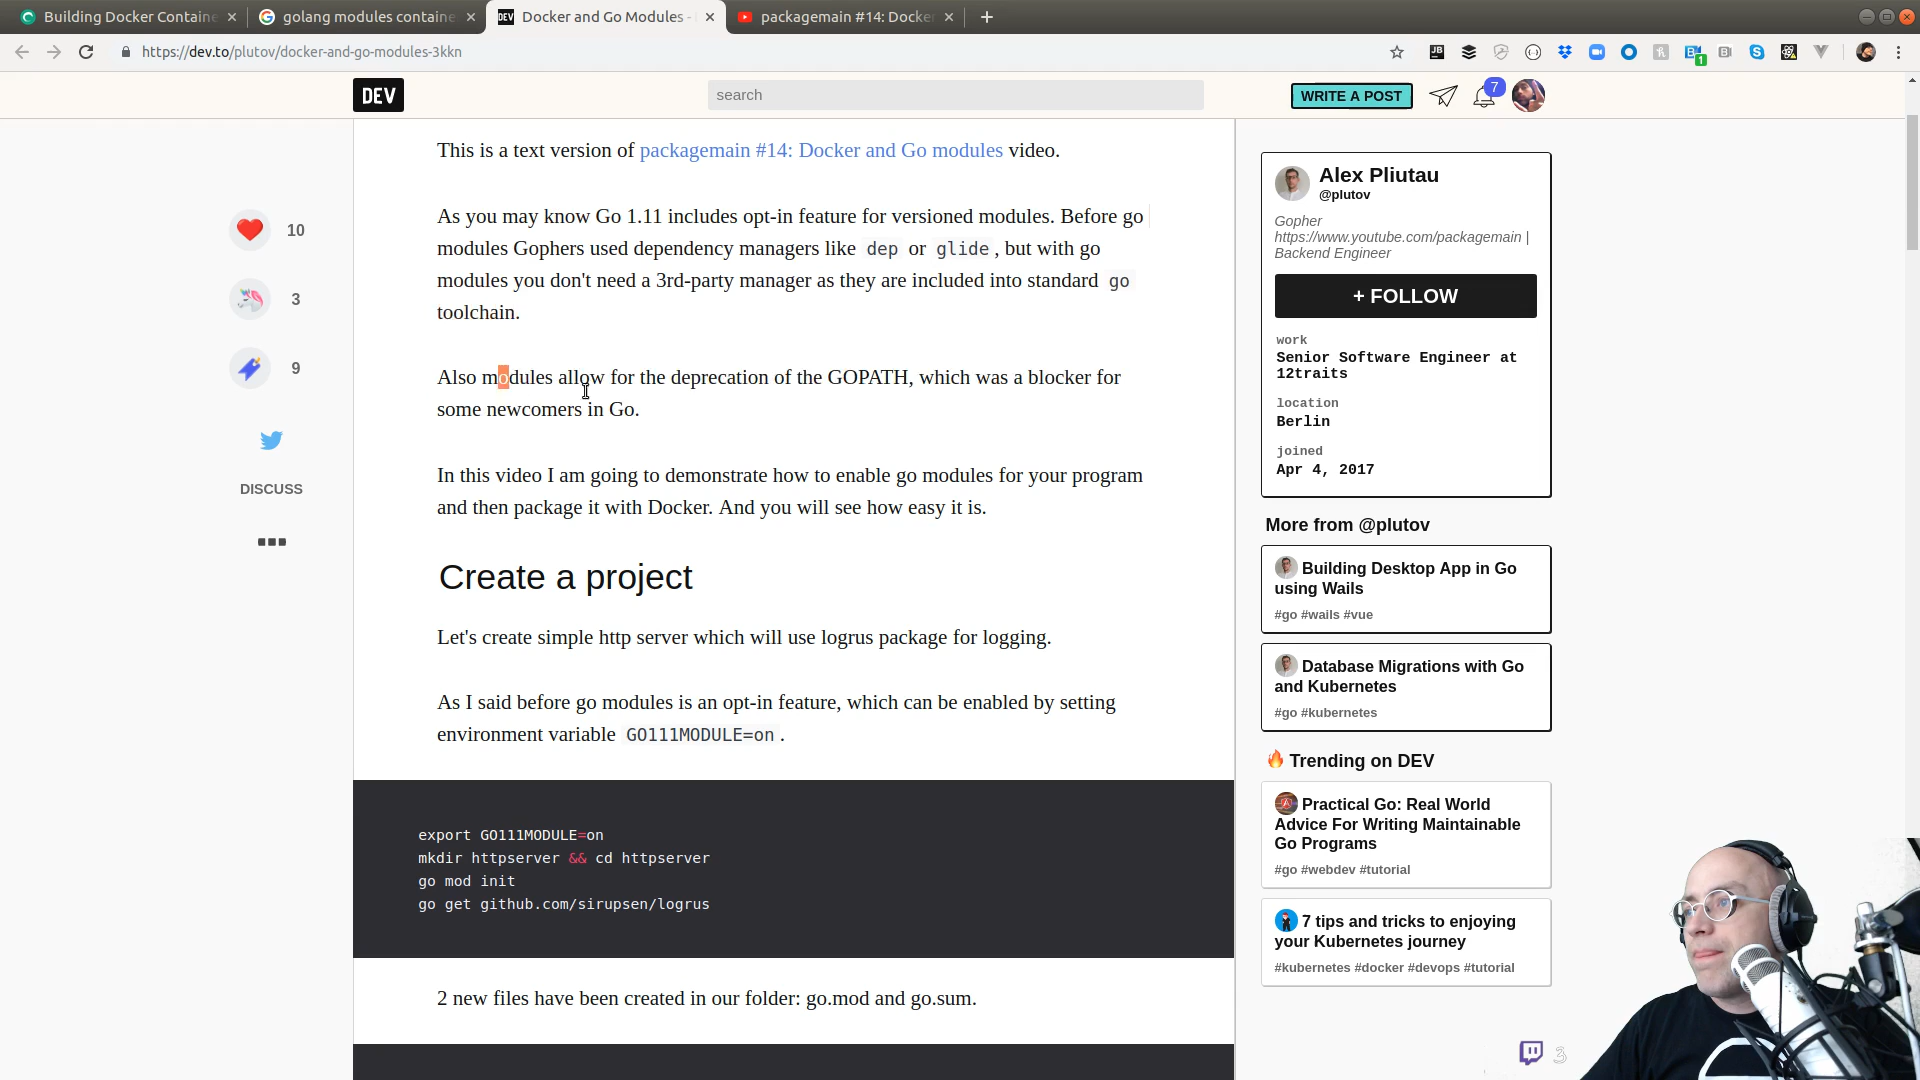 Building Docker Containe
golang modules containe
DEV Docker and Go Modules -
packagemain #14: Docker
https://dev.to/plutov/docker-and-go-modules-3kkn
DEV
search
WRITE A POST
7
This is a text version of packagemain #14: Docker and Go modules video.
As you may know Go 1.11 includes opt-in feature for versioned modules. Before go
modules Gophers used dependency managers like dep or glide, but with go
modules you don't need a 3rd-party manager as they are included into standard go
toolchain.
Also modules allow for the deprecation of the GOPATH, which was a blocker for
some newcomers in Go.
In this video I am going to demonstrate how to enable go modules for your program
and then package it with Docker. And you will see how easy it is.
Create a project
Let's create simple http server which will use logrus package for logging.
As I said before go modules is an opt-in feature, which can be enabled by setting
environment variable GO111MODULE=on.
export GO111MODULE=on
mkdir httpserver && cd httpserver
go mod init
go get github.com/sirupsen/logrus
2 new files have been created in our folder: go.mod and go.sum.
10
3
9
DISCUSS
Alex Pliutau
@plutov
Gopher
https://www.youtube.com/packagemain |
Backend Engineer
+ FOLLOW
work
Senior Software Engineer at
12traits
location
Berlin
joined
Apr 4, 2017
More from @plutov
Building Desktop App in Go
using Wails
#go #wails #vue
Database Migrations with Go
and Kubernetes
#go #kubernetes
Trending on DEV
Practical Go: Real World
Advice For Writing Maintainable
Go Programs
#go #webdev #tutorial
7 tips and tricks to enjoying
your Kubernetes journey
#kubernetes #docker #devops #tutorial
3